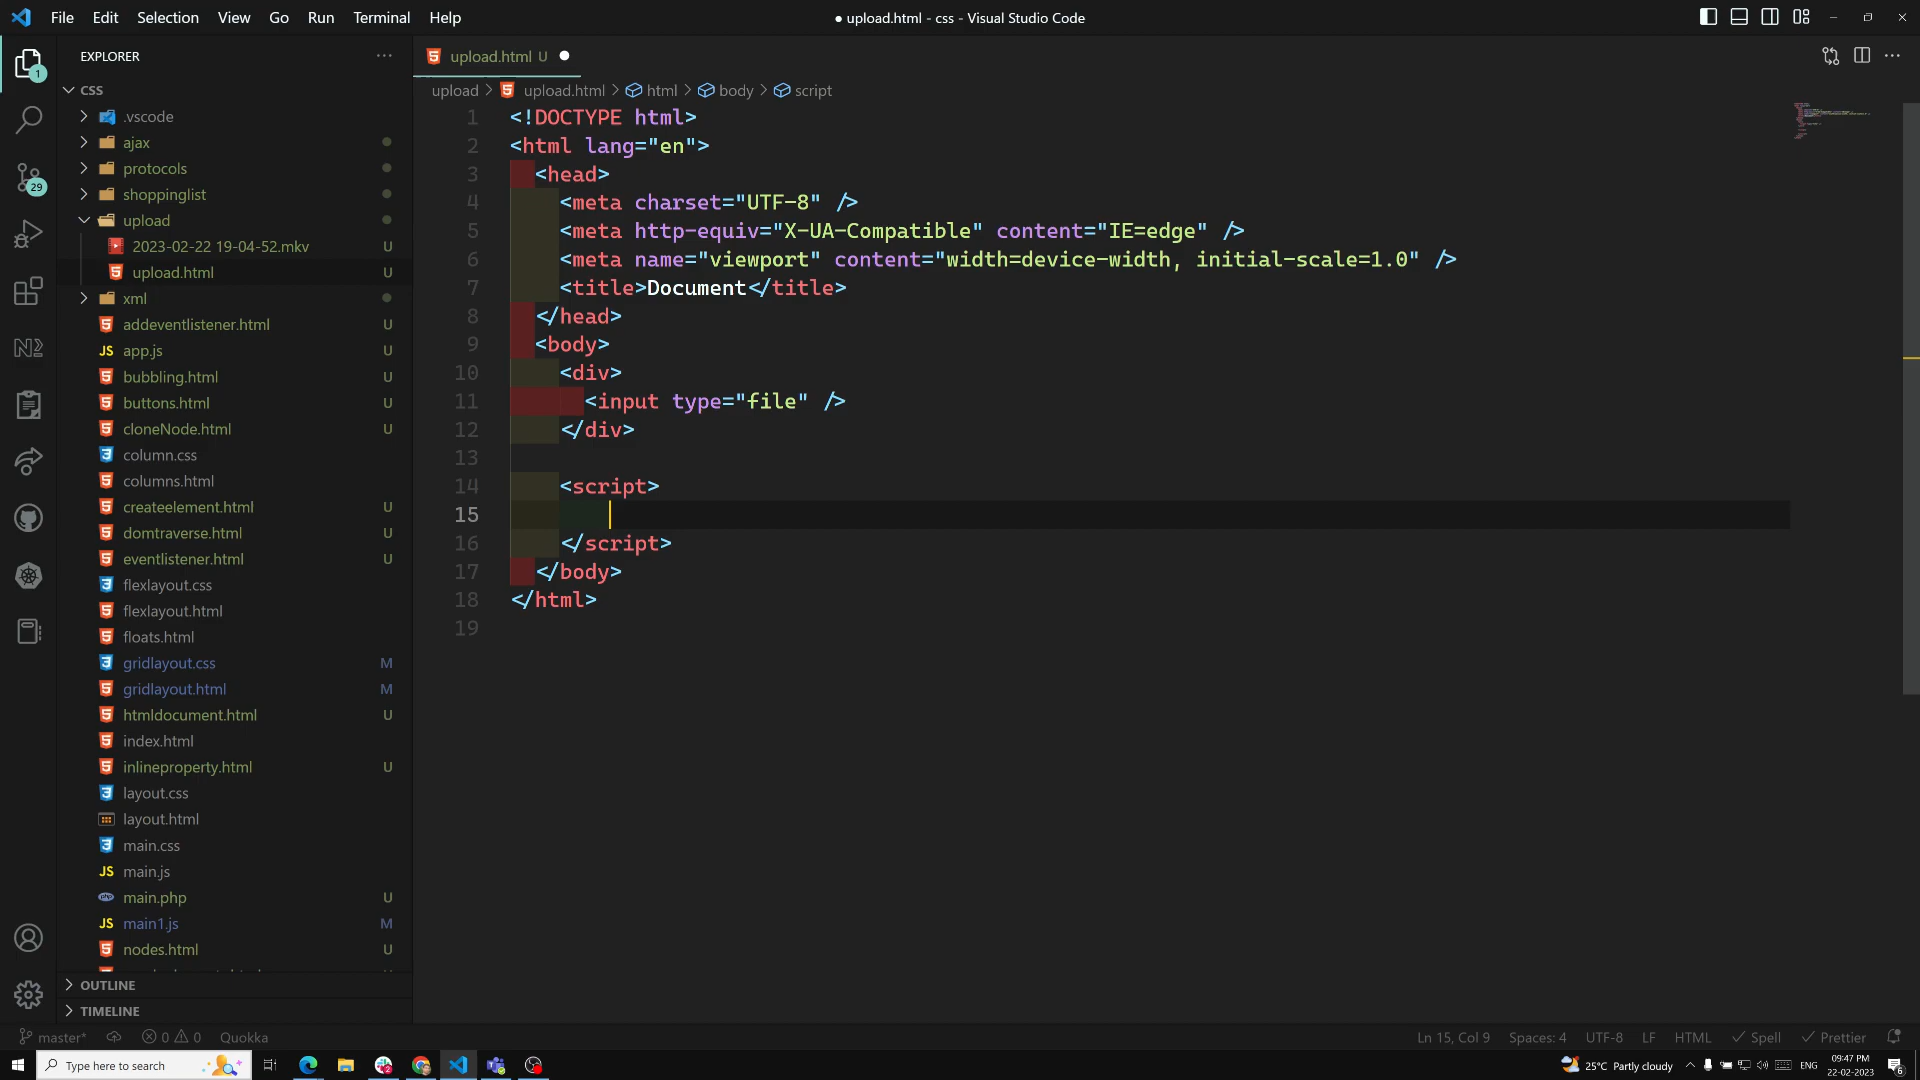 File Edit Selection View Go Run Terminal Help
● upload.html - css - Visual Studio Code
EXPLORER
CSS
.vscode
ajax
protocols
shoppinglist
upload
2023-02-22 19-04-52.mkv U
upload.html U
xml
addeventlistener.html U
JS app.js U
bubbling.html U
buttons.html U
cloneNode.html U
column.css
columns.html
createelement.html U
domtraverse.html U
eventlistener.html U
flexlayout.css
flexlayout.html
floats.html
gridlayout.css M
gridlayout.html M
htmldocument.html U
index.html
inlineproperty.html U
layout.css
layout.html
main.css
JS main.js
main.php U
JS main1.js M
nodes.html U
OUTLINE
TIMELINE
1
29
upload.html U
upload > upload.html > html > body > script
1 <!DOCTYPE html>
2 <html lang="en">
3 <head>
4 <meta charset="UTF-8" />
5 <meta http-equiv="X-UA-Compatible" content="IE=edge" />
6 <meta name="viewport" content="width=device-width, initial-scale=1.0" />
7 <title>Document</title>
8 </head>
9 <body>
10 <div>
11 <input type="file" />
12 </div>
13
14 <script>
15
16 </script>
17 </body>
18 </html>
19
master* 0 0 Quokka
Ln 15, Col 9 Spaces: 4 UTF-8 LF HTML Spell Prettier
Type here to search
25°C Partly cloudy ENG
09:47 PM
22-02-2023
6